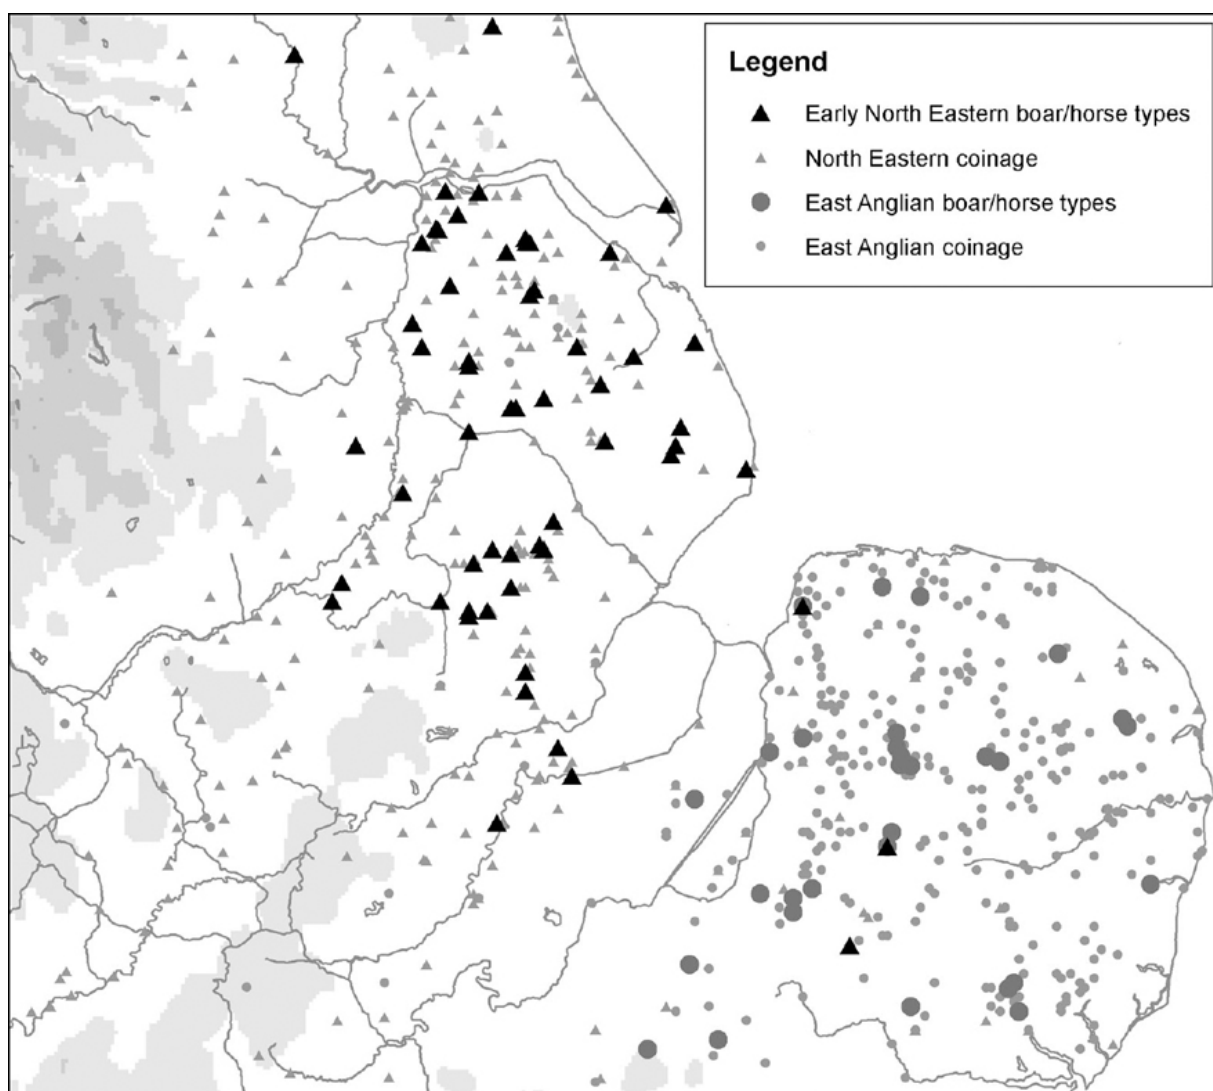 Legend
Early North Eastern boar/horse types
North Eastern coinage
East Anglian boar/horse types
East Anglian coinage